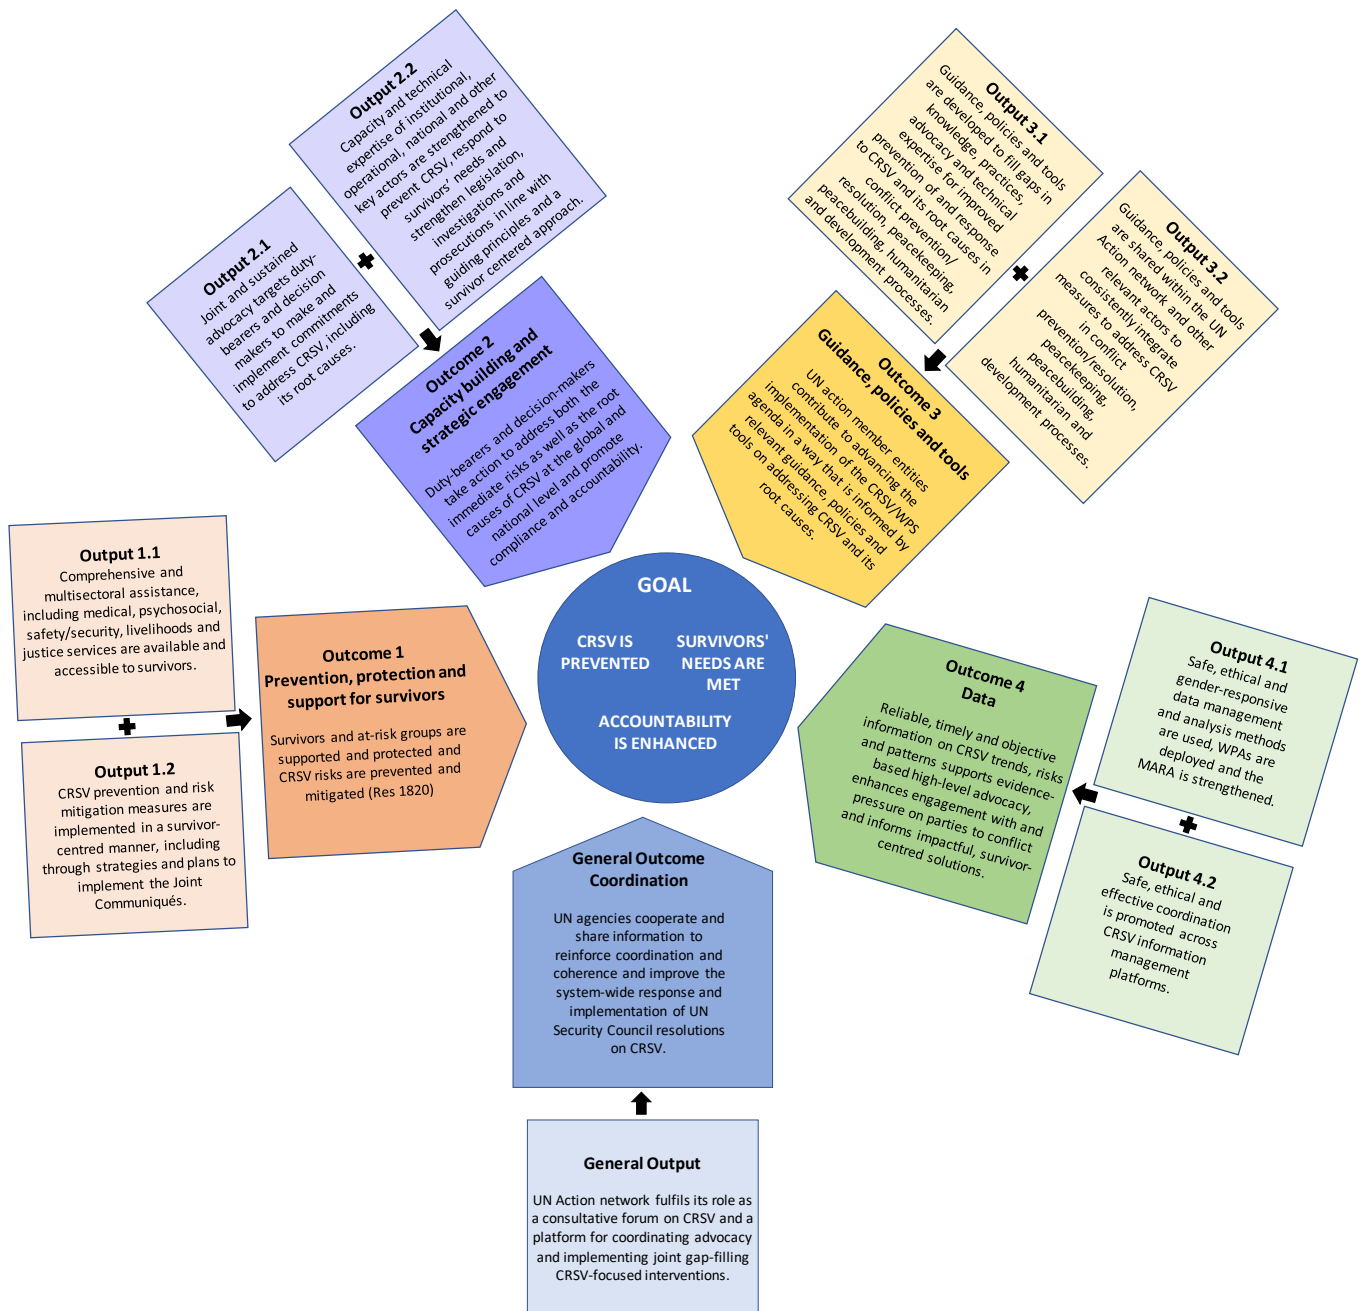 Output 2.2
Capacity and technical
expertise of institutional,
operational, national and other
key actors are strengthened to
prevent CRSV, respond to
survivors' needs and
strengthen legislation,
investigations and
prosecutions in line with
guiding principles and a
survivor centered approach.
Output 2.1
Joint and sustained
advocacy targets duty-
bearers and decision
makers to make and
implement commitments
to address CRSV, including
its root causes.
Outcome 2
Capacity building and
strategic engagement
Duty-bearers and decision-makers
take action to address both the
immediate risks as well as the root
causes of CRSV at the global and
national level and promote
compliance and accountability.
Output 3.1
Guidance, policies and tools
are developed to fill gaps in
knowledge, practices,
advocacy and technical
expertise for improved
prevention of and response
to CRSV and its root causes in
conflict prevention/
resolution, peacekeeping,
peacebuilding, humanitarian
and development processes.
Output 3.2
Guidance, policies and tools
are shared within the UN
Action network and other
relevant actors to
consistently integrate
measures to address CRSV
in conflict
prevention/resolution,
peacekeeping,
peacebuilding,
humanitarian and
development processes.
Outcome 3
Guidance, policies and tools
UN action member entities
contribute to advancing the
implementation of the CRSV/WPS
agenda in a way that is informed by
relevant guidance, policies and
tools on addressing CRSV and its
root causes.
Output 1.1
Comprehensive and
multisectoral assistance,
including medical, psychosocial,
safety/security, livelihoods and
justice services are available and
accessible to survivors.
Output 1.2
CRSV prevention and risk
mitigation measures are
implemented in a survivor-
centred manner, including
through strategies and plans to
implement the Joint
Communiqués.
Outcome 1
Prevention, protection and
support for survivors
Survivors and at-risk groups are
supported and protected and
CRSV risks are prevented and
mitigated (Res 1820)
GOAL
CRSV IS
PREVENTED
SURVIVORS'
NEEDS ARE
MET
ACCOUNTABILITY
IS ENHANCED
Outcome 4
Data
Reliable, timely and objective
information on CRSV trends, risks
and patterns supports evidence-
based high-level advocacy,
enhances engagement with and
pressure on parties to conflict
and informs impactful, survivor-
centred solutions.
Output 4.1
Safe, ethical and
gender-responsive
data management
and analysis methods
are used, WPAs are
deployed and the
MARA is strengthened.
Output 4.2
Safe, ethical and
effective coordination
is promoted across
CRSV information
management
platforms.
General Outcome
Coordination
UN agencies cooperate and
share information to
reinforce coordination and
coherence and improve the
system-wide response and
implementation of UN
Security Council resolutions
on CRSV.
General Output
UN Action network fulfils its role as
a consultative forum on CRSV and a
platform for coordinating advocacy
and implementing joint gap-filling
CRSV-focused interventions.